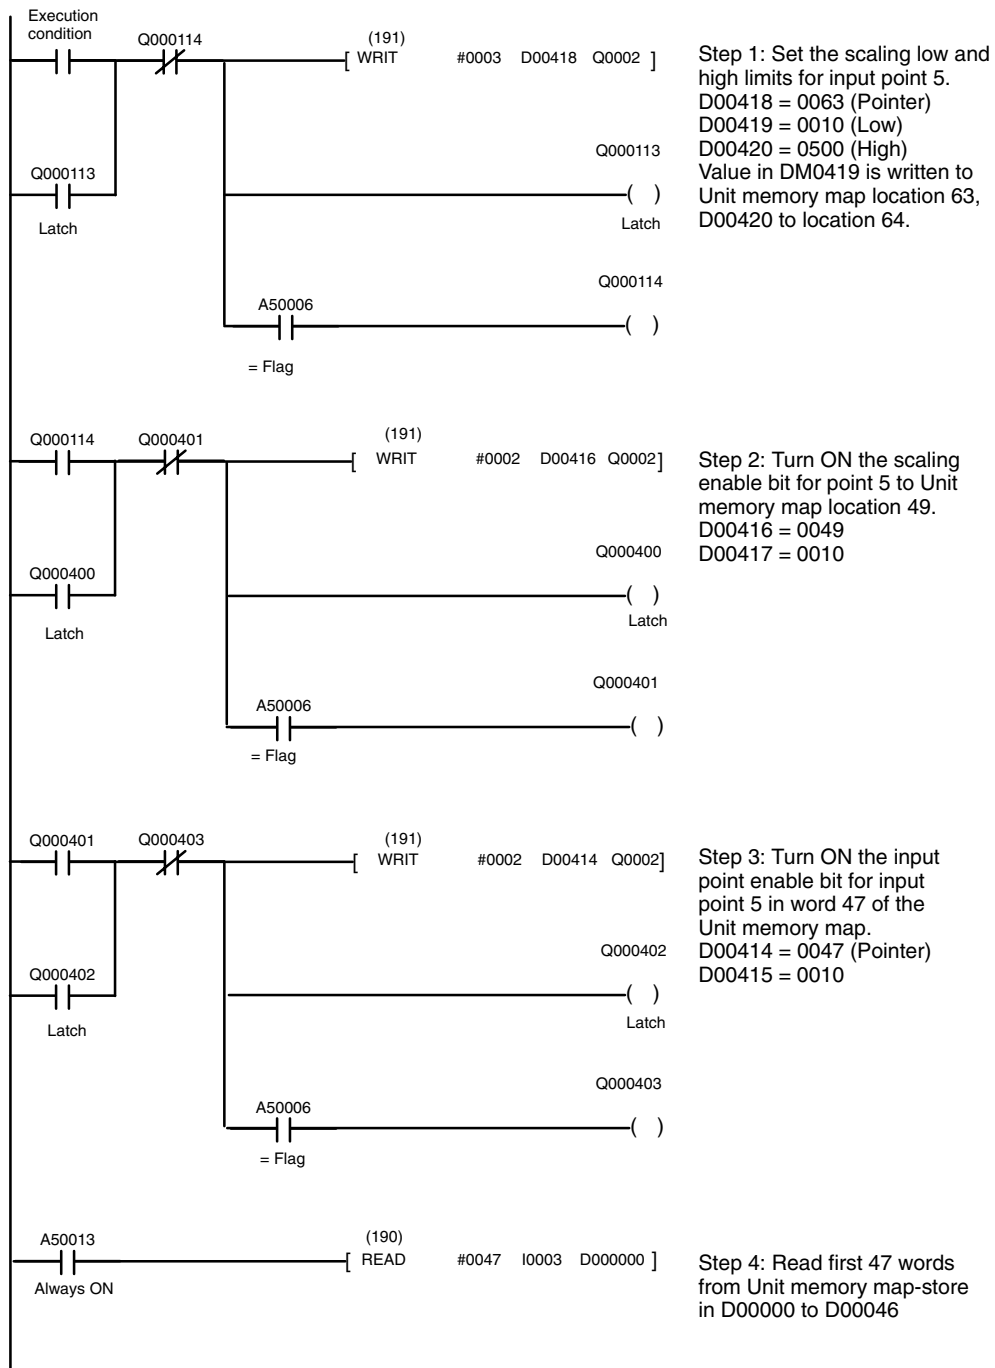 Execution
condition
Q000114
(191)
[ WRIT #0003 D00418 Q0002 ]
Q000113
Latch
Q000113
( )
Latch
A50006
= Flag
Q000114
( )
Step 1: Set the scaling low and
high limits for input point 5.
D00418 = 0063 (Pointer)
D00419 = 0010 (Low)
D00420 = 0500 (High)
Value in DM0419 is written to
Unit memory map location 63,
D00420 to location 64.
Q000114
Q000401
(191)
[ WRIT #0002 D00416 Q0002]
Q000400
Latch
Q000400
( )
Latch
A50006
= Flag
Q000401
( )
Step 2: Turn ON the scaling
enable bit for point 5 to Unit
memory map location 49.
D00416 = 0049
D00417 = 0010
Q000401
Q000403
(191)
[ WRIT #0002 D00414 Q0002]
Q000402
Latch
Q000402
( )
Latch
A50006
= Flag
Q000403
( )
Step 3: Turn ON the input
point enable bit for input
point 5 in word 47 of the
Unit memory map.
D00414 = 0047 (Pointer)
D00415 = 0010
A50013
Always ON
(190)
[ READ #0047 I0003 D000000 ]
Step 4: Read first 47 words
from Unit memory map-store
in D00000 to D00046